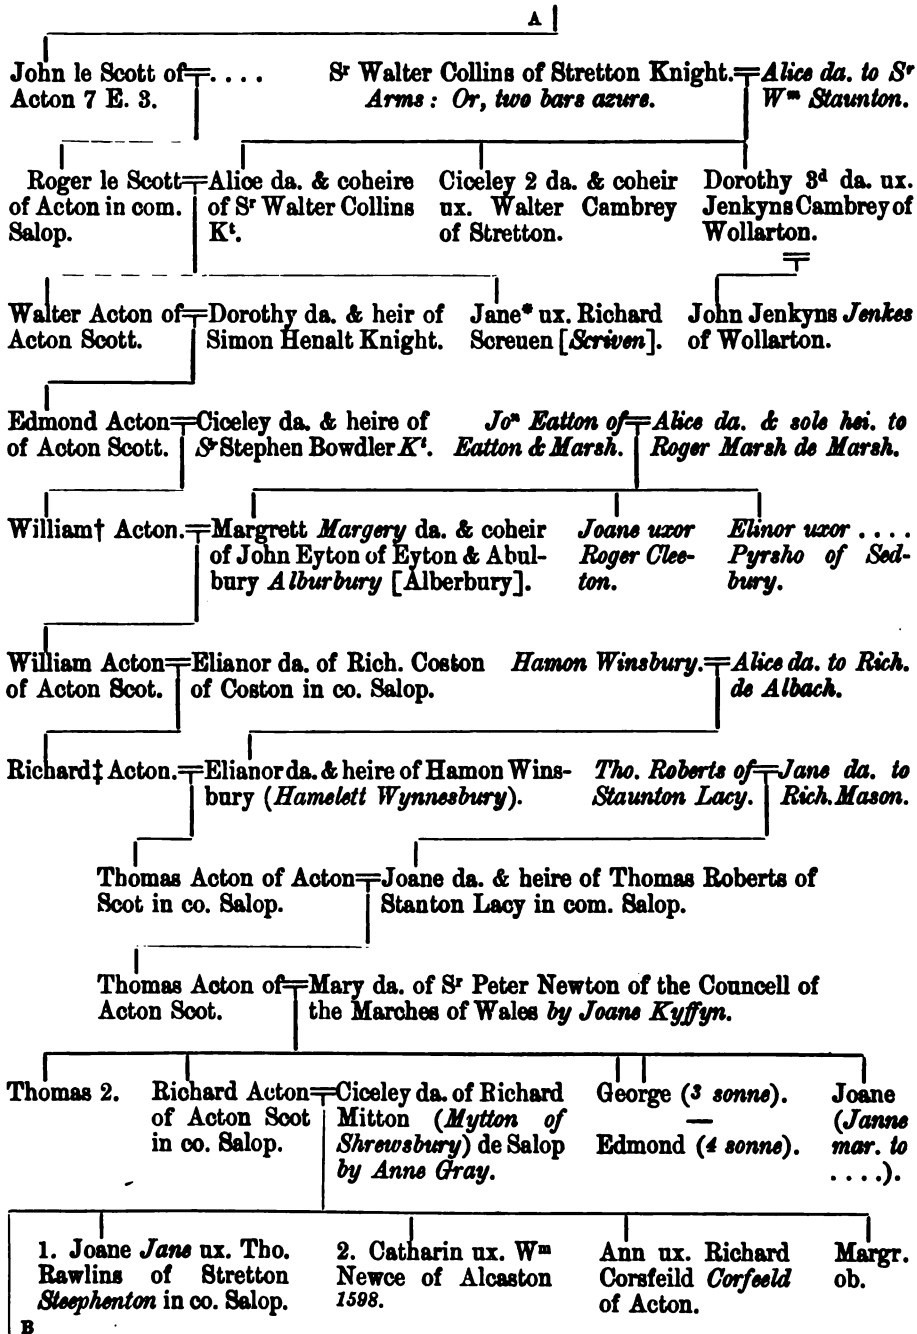 A
John le Scott of .... Sr Walter Collins of Stretton Knight. Alice da. to Sr
Acton 7 E. 3. Arms: Or, two bars azure. Wm Staunton.
Roger le Scott Alice da. & coheire Ciceley 2 da. & coheir Dorothy 3d da. ux.
of Acton in com. of Sr Walter Collins ux. Walter Cambrey Jenkyns Cambrey of
Salop. Kt. of Stretton. Wollarton.
Walter Acton of Dorothy da. & heir of Jane* ux. Richard John Jenkyns Jenkes
Acton Scott. Simon Henalt Knight. Screuen [Scriven]. of Wollarton.
Edmond Acton Ciceley da. & heire of Jon Eatton of Alice da. & sole hei. to
of Acton Scott. Sr Stephen Bowdler Kt. Eatton & Marsh. Roger Marsh de Marsh.
William† Acton. Margrett Margery da. & coheir Joane uxor Elinor uxor ....
of John Eyton of Eyton & Abul- Roger Clee- Pyrsho of Sed-
bury Alburbury [Alberbury]. ton. bury.
William Acton Elianor da. of Rich. Coston Hamon Winsbury. Alice da. to Rich.
of Acton Scot. of Coston in co. Salop. de Albach.
Richard‡ Acton. Elianor da. & heire of Hamon Wins- Tho. Roberts of Jane da. to
bury (Hamelett Wynnesbury). Staunton Lacy. Rich. Mason.
Thomas Acton of Acton Joane da. & heire of Thomas Roberts of
Scot in co. Salop. Stanton Lacy in com. Salop.
Thomas Acton of Mary da. of Sr Peter Newton of the Councell of
Acton Scot. the Marches of Wales by Joane Kyffyn.
Thomas 2. Richard Acton Ciceley da. of Richard George (3 sonne). Joane
of Acton Scot Mitton (Mytton of — (Janne
in co. Salop. Shrewsbury) de Salop Edmond (4 sonne). mar. to
by Anne Gray. ....).
1. Joane Jane ux. Tho. 2. Catharin ux. Wm Ann ux. Richard Margr.
Rawlins of Stretton Newce of Alcaston Corsfeild Corfeeld ob.
Steephenton in co. Salop. 1598. of Acton.
B